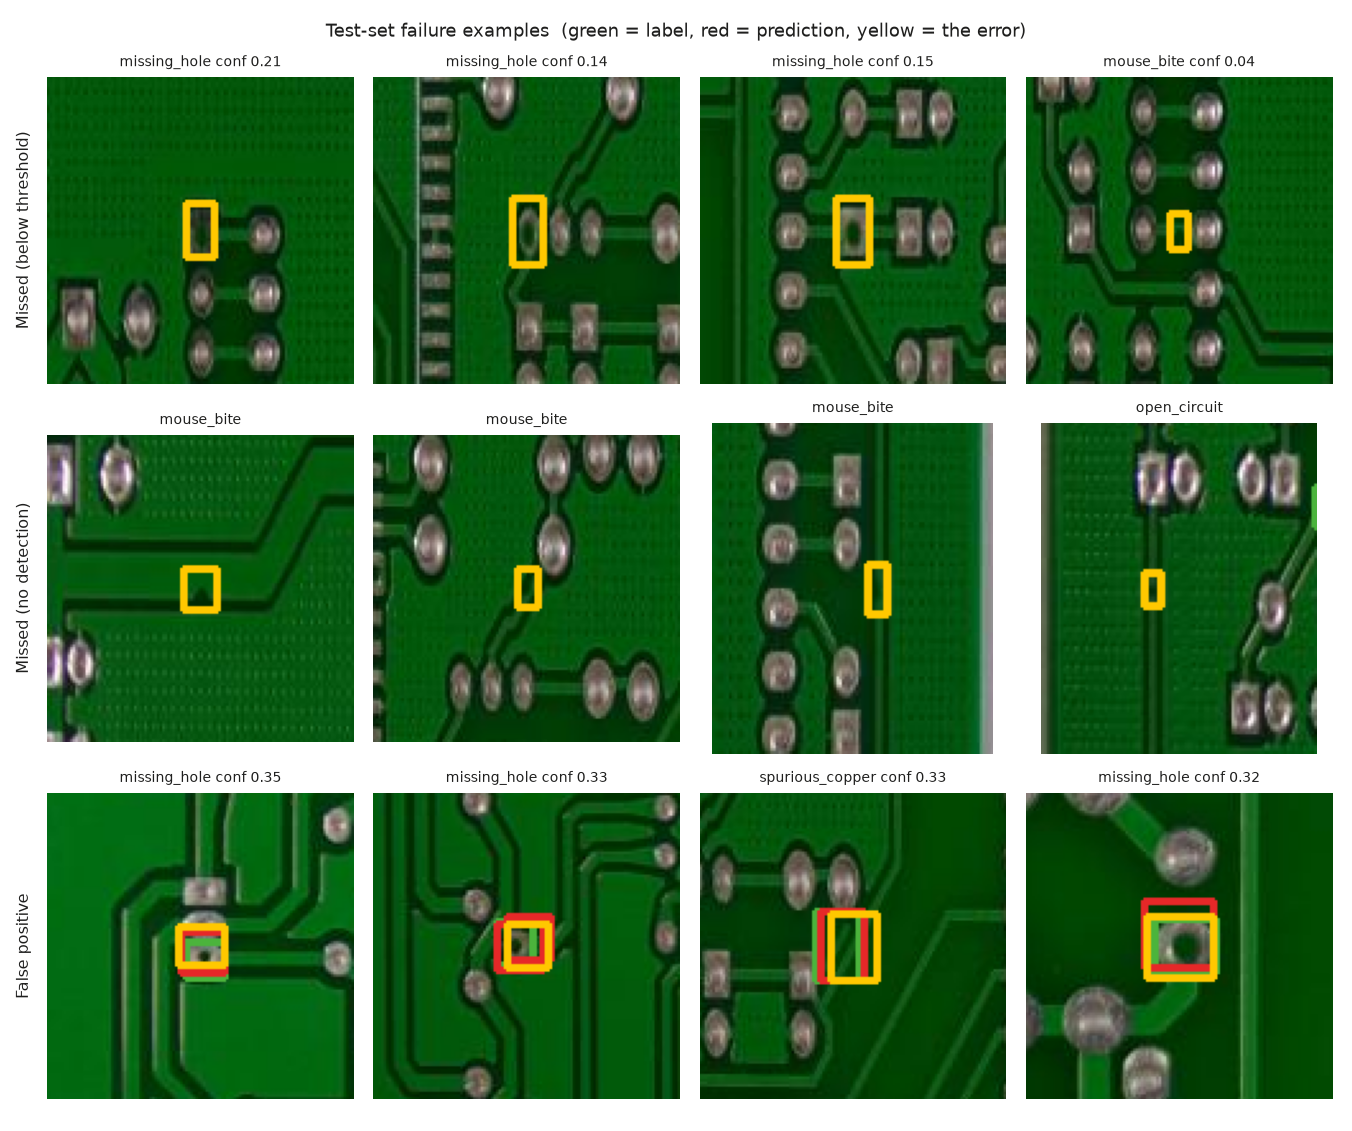 Test-set failure examples  (green = label, red = prediction, yellow = the error)
missing_hole conf 0.21
missing_hole conf 0.14
missing_hole conf 0.15
mouse_bite conf 0.04
Missed (below threshold)
mouse_bite
mouse_bite
mouse_bite
open_circuit
Missed (no detection)
missing_hole conf 0.35
missing_hole conf 0.33
spurious_copper conf 0.33
missing_hole conf 0.32
False positive